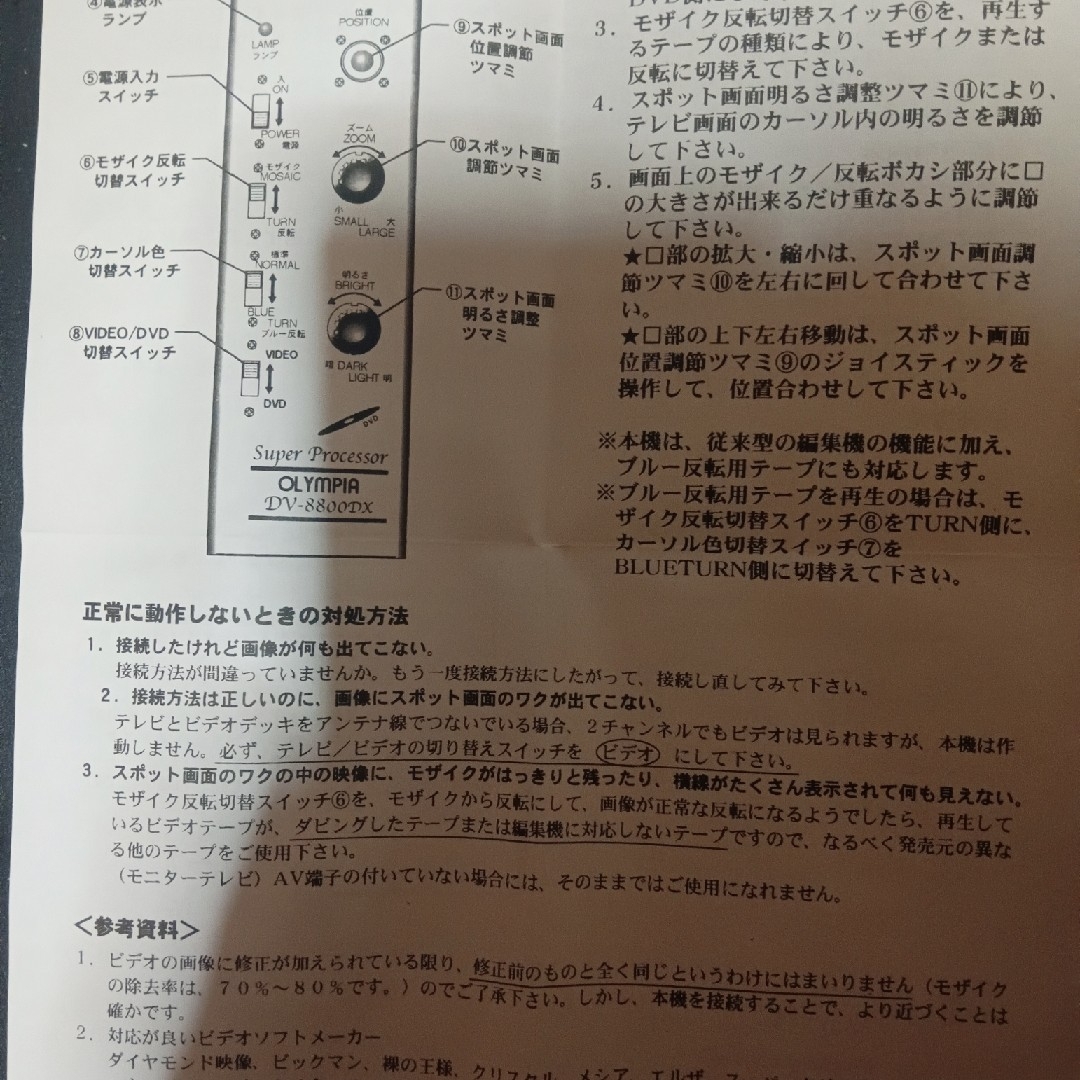 ④電源表示
ランプ
LAMP
ランプ
⑤電源入力
スイッチ
入
ON
POWER
電源
⑥モザイク反転
切替スイッチ
モザイク
MOSAIC
TURN
反転
⑦カーソル色
切替スイッチ
標準
NORMAL
BLUE
TURN
ブルー反転
⑧VIDEO/DVD
切替スイッチ
VIDEO
DVD
位置
POSITION
⑨スポット画面
位置調節
ツマミ
ズーム
ZOOM
⑩スポット画面
調節ツマミ
小
SMALL 大
LARGE
明るさ
BRIGHT
⑪スポット画面
明るさ調整
ツマミ
暗 DARK
LIGHT 明
DVD
Super Processor
OLYMPIA
DV-8800DX
3. モザイク反転切替スイッチ⑥を、再生す
るテープの種類により、モザイクまたは
反転に切替えて下さい。
4. スポット画面明るさ調整ツマミ⑪により、
テレビ画面のカーソル内の明るさを調節
して下さい。
5. 画面上のモザイク/反転ボカシ部分に□
の大きさが出来るだけ重なるように調節
して下さい。
★□部の拡大・縮小は、スポット画面調
節ツマミ⑩を左右に回して合わせて下さ
い。
★□部の上下左右移動は、スポット画面
位置調節ツマミ⑨のジョイスティックを
操作して、位置合わせして下さい。
※本機は、従来型の編集機の機能に加え、
ブルー反転用テープにも対応します。
※ブルー反転用テープを再生の場合は、モ
ザイク反転切替スイッチ⑥をTURN側に、
カーソル色切替スイッチ⑦を
BLUETURN側に切替えて下さい。
正常に動作しないときの対処方法
1. 接続したけれど画像が何も出てこない。
接続方法が間違っていませんか。もう一度接続方法にしたがって、接続し直してみて下さい。
2. 接続方法は正しいのに、画像にスポット画面のワクが出てこない。
テレビとビデオデッキをアンテナ線でつないでいる場合、2チャンネルでもビデオは見られますが、本機は作
動しません。必ず、テレビ/ビデオの切り替えスイッチを ビデオ にして下さい。
3. スポット画面のワクの中の映像に、モザイクがはっきりと残ったり、横線がたくさん表示されて何も見えない。
モザイク反転切替スイッチ⑥を、モザイクから反転にして、画像が正常な反転になるようでしたら、再生して
いるビデオテープが、ダビングしたテープまたは編集機に対応しないテープですので、なるべく発売元の異な
る他のテープをご使用下さい。
(モニターテレビ)AV端子の付いていない場合には、そのままではご使用になれません。
<参考資料>
1. ビデオの画像に修正が加えられている限り、修正前のものと全く同じというわけにはまいりません(モザイク
の除去率は、70%~80%です。)のでご了承下さい。しかし、本機を接続することで、より近づくことは
確かです。
2. 対応が良いビデオソフトメーカー
ダイヤモンド映像、ビックマン、裸の王様、クリスタル、メシア、エルザ、